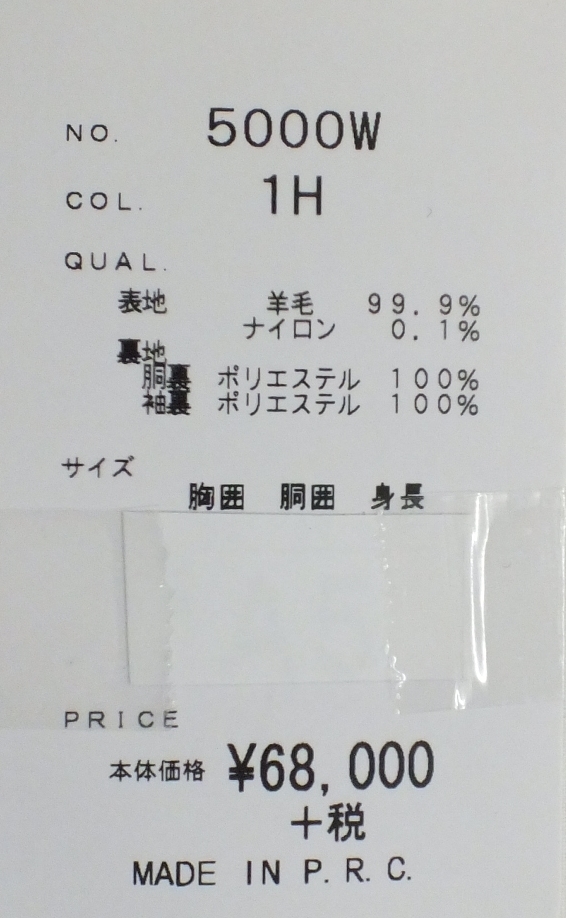 NO. 5000W
COL. 1H
QUAL.
表地 羊毛 99.9%
ナイロン 0.1%
裏地
胴裏 ポリエステル 100%
袖裏 ポリエステル 100%
サイズ
胸囲 胴囲 身長
PRICE
本体価格 ¥68,000
+税
MADE IN P.R.C.